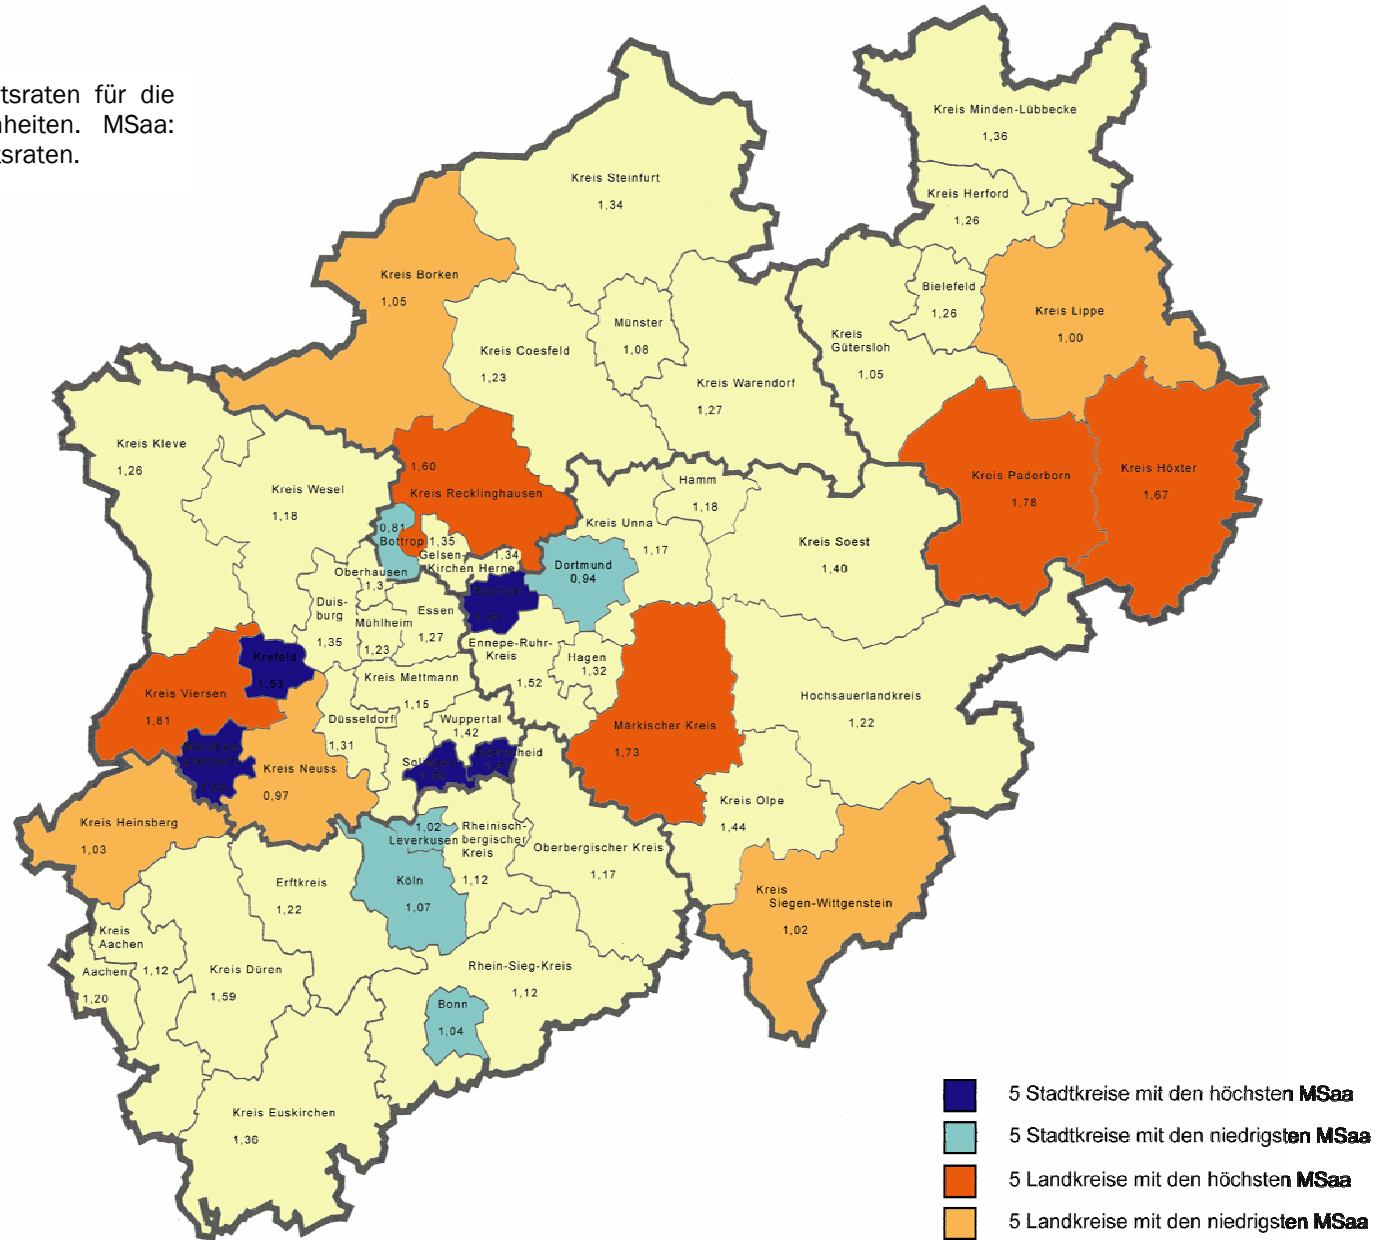 tsraten für die
heiten. MSaa:
tsraten.
Kreis Minden-Lübbecke
1,36
Kreis Steinfurt
1,34
Kreis Herford
1,26
Kreis Borken
1,05
Bielefeld
1,26
Kreis Lippe
1,00
Münster
1,08
Kreis
Gütersloh
1,05
Kreis Coesfeld
1,23
Kreis Warendorf
1,27
Kreis Kleve
1,26
1,60
Kreis Recklinghausen
Kreis Paderborn
1,78
Kreis Höxter
1,67
Kreis Wesel
1,18
Hamm
1,18
Kreis Unna
1,17
Kreis Soest
1,40
0,81
Bottrop
1,35
Gelsen-
Kirchen
1,34
Herne
Dortmund
0,94
Oberhausen
1,3
Duis-
burg
1,35
Mühlheim
1,23
Essen
1,27
Ennepe-Ruhr-
Kreis
1,52
Hagen
1,32
Krefeld
1,53
Kreis Mettmann
1,15
Kreis Viersen
1,81
Hochsauerlandkreis
1,22
Düsseldorf
1,31
Wuppertal
1,42
Märkischer Kreis
1,73
Kreis Neuss
0,97
Kreis Olpe
1,44
Kreis Heinsberg
1,03
1,02
Leverkusen
Rheinisch-
bergischer
Kreis
1,12
Oberbergischer Kreis
1,17
Erftkreis
1,22
Köln
1,07
Kreis
Siegen-Wittgenstein
1,02
Kreis
Aachen
1,12
Aachen
1,20
Kreis Düren
1,59
Rhein-Sieg-Kreis
1,12
Bonn
1,04
Kreis Euskirchen
1,36
5 Stadtkreise mit den höchsten MSaa
5 Stadtkreise mit den niedrigsten MSaa
5 Landkreise mit den höchsten MSaa
5 Landkreise mit den niedrigsten MSaa